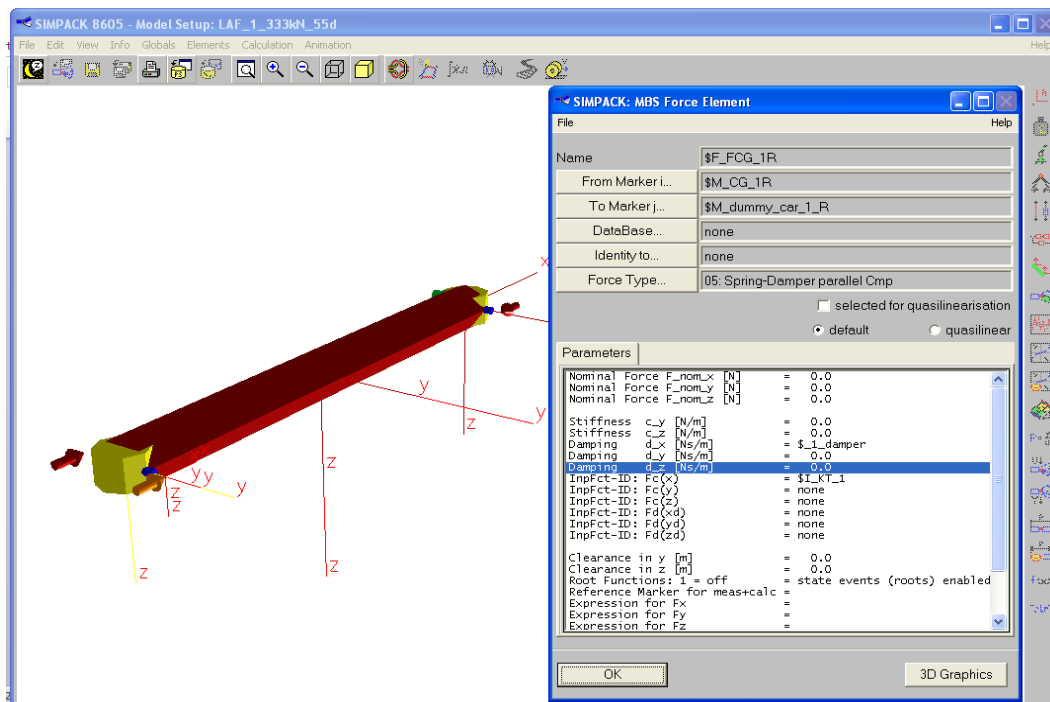 SIMPACK 8605 - Model Setup: LAF_1_333kN_55d
File Edit View Info Globals Elements Calculation Animation Help
SIMPACK: MBS Force Element
File Help
Name $F_FCG_1R
From Marker i... $M_CG_1R
To Marker j... $M_dummy_car_1_R
DataBase... none
Identity to... none
Force Type... 05: Spring-Damper parallel Cmp
selected for quasilinearisation
default quasilinear
Parameters
Nominal Force F_nom_x [N] = 0.0
Nominal Force F_nom_y [N] = 0.0
Nominal Force F_nom_z [N] = 0.0
Stiffness c_y [N/m] = 0.0
Stiffness c_z [N/m] = 0.0
Damping d_x [Ns/m] = $_1_damper
Damping d_y [Ns/m] = 0.0
Damping d_z [Ns/m] = 0.0
InpFct-ID: Fc(x) = $I_KT_1
InpFct-ID: Fc(y) = none
InpFct-ID: Fc(z) = none
InpFct-ID: Fd(xd) = none
InpFct-ID: Fd(yd) = none
InpFct-ID: Fd(zd) = none
Clearance in y [m] = 0.0
Clearance in z [m] = 0.0
Root Functions: 1 = off = state events (roots) enabled
Reference Marker for meas+calc =
Expression for Fx =
Expression for Fy =
Expression for Fz =
OK 3D Graphics
x
y
y
z
z
y y
y
z
z
z
z